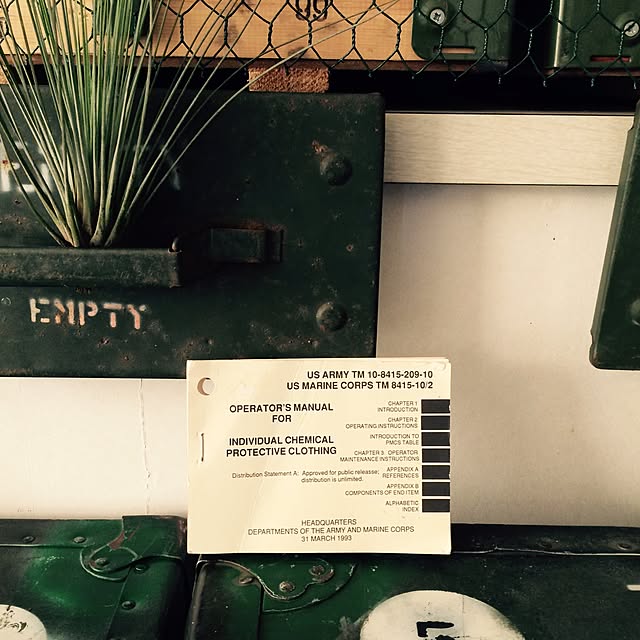 EMPTY
US ARMY TM 10-8415-209-10
US MARINE CORPS TM 8415-10/2
OPERATOR'S MANUAL
FOR
INDIVIDUAL CHEMICAL
PROTECTIVE CLOTHING
Distribution Statement A: Approved for public release;
distribution is unlimited.
CHAPTER 1
INTRODUCTION
CHAPTER 2
OPERATING INSTRUCTIONS
INTRODUCTION TO
PMCS TABLE
CHAPTER 3 OPERATOR
MAINTENANCE INSTRUCTIONS
APPENDIX A
REFERENCES
APPENDIX B
COMPONENTS OF END ITEM
ALPHABETIC
INDEX
HEADQUARTERS
DEPARTMENTS OF THE ARMY AND MARINE CORPS
31 MARCH 1993